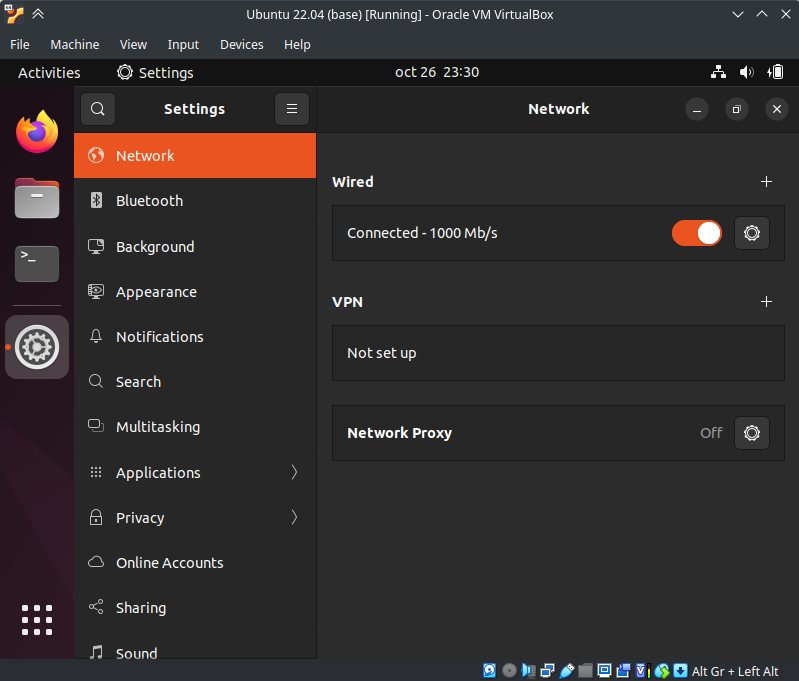 Ubuntu 22.04 (base) [Running] - Oracle VM VirtualBox
File Machine View Input Devices Help
Activities Settings oct 26 23:30
Settings
Network
Network
Bluetooth
Background
Appearance
Notifications
Search
Multitasking
Applications
Privacy
Online Accounts
Sharing
Sound
Wired
Connected - 1000 Mb/s
VPN
Not set up
Network Proxy Off
>_
Alt Gr + Left Alt